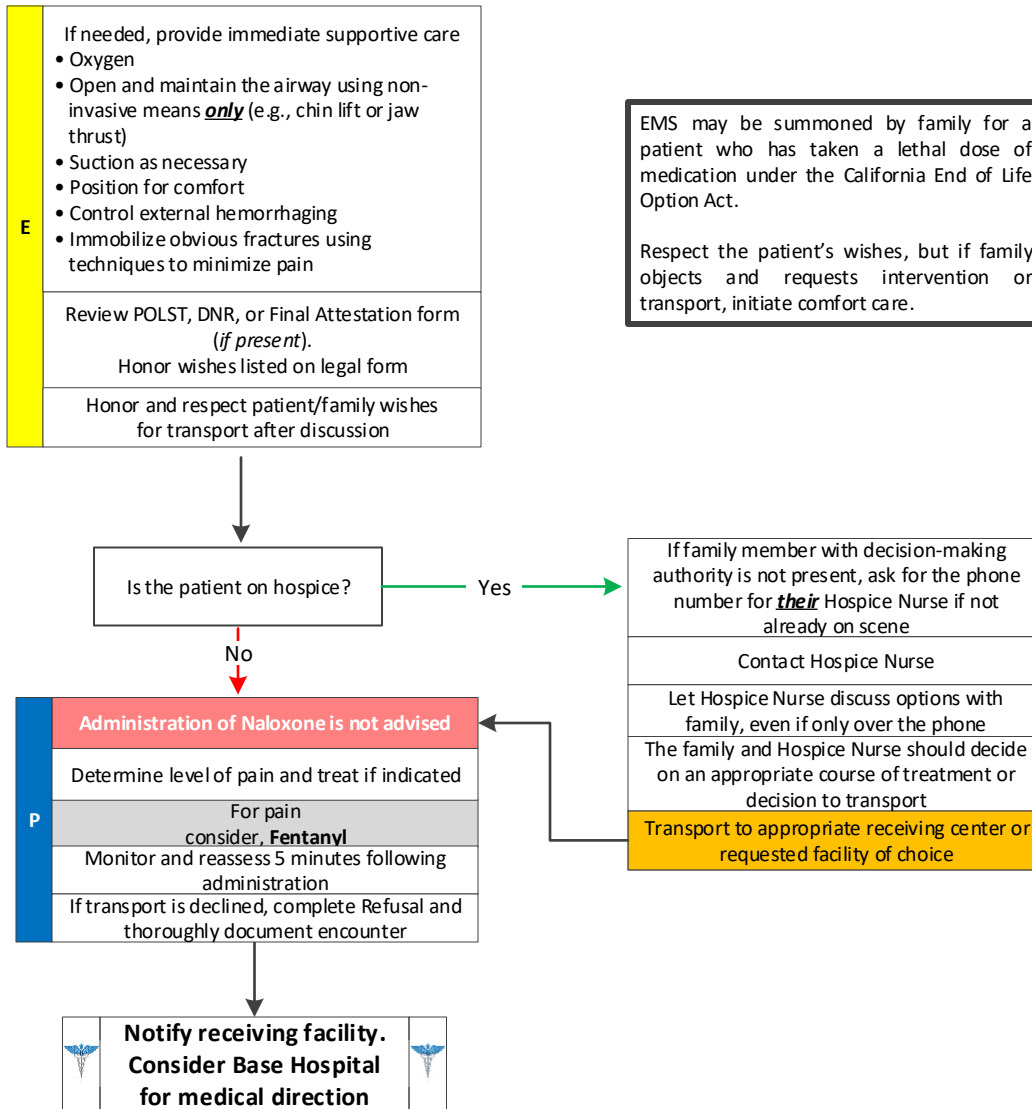 If needed, provide immediate supportive care
• Oxygen
• Open and maintain the airway using non-
invasive means only (e.g., chin lift or jaw
thrust)
• Suction as necessary
• Position for comfort
• Control external hemorrhaging
• Immobilize obvious fractures using
techniques to minimize pain
E
Review POLST, DNR, or Final Attestation form
(if present).
Honor wishes listed on legal form
Honor and respect patient/family wishes
for transport after discussion
EMS may be summoned by family for a
patient who has taken a lethal dose of
medication under the California End of Life
Option Act.
Respect the patient's wishes, but if family
objects and requests intervention or
transport, initiate comfort care.
Is the patient on hospice?
Yes
If family member with decision-making
authority is not present, ask for the phone
number for their Hospice Nurse if not
already on scene
Contact Hospice Nurse
Let Hospice Nurse discuss options with
family, even if only over the phone
The family and Hospice Nurse should decide
on an appropriate course of treatment or
decision to transport
Transport to appropriate receiving center or
requested facility of choice
No
Administration of Naloxone is not advised
Determine level of pain and treat if indicated
P
For pain
consider, Fentanyl
Monitor and reassess 5 minutes following
administration
If transport is declined, complete Refusal and
thoroughly document encounter
Notify receiving facility.
Consider Base Hospital
for medical direction